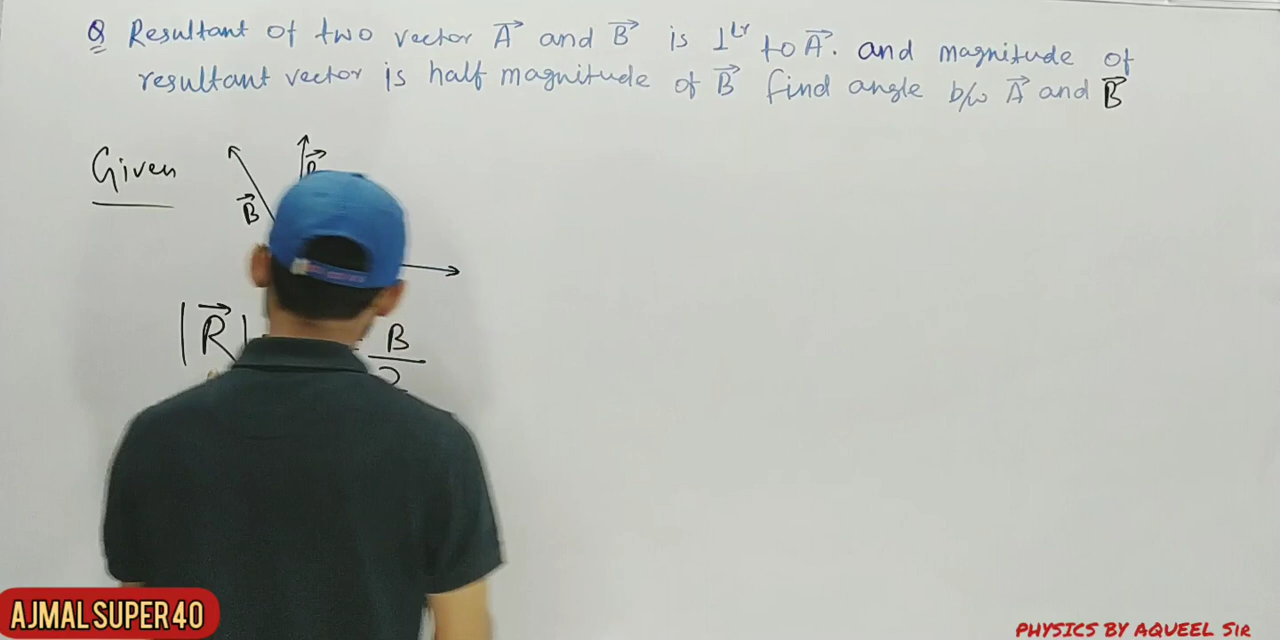 Q Resultant of two vector A⃗ and B⃗ is ⊥ʳ to A⃗. and magnitude of
resultant vector is half magnitude of B⃗ find angle b/w A⃗ and B⃗
Given
B⃗
|R⃗|
B
2
AJMAL SUPER 40
PHYSICS BY AQUEEL SIR